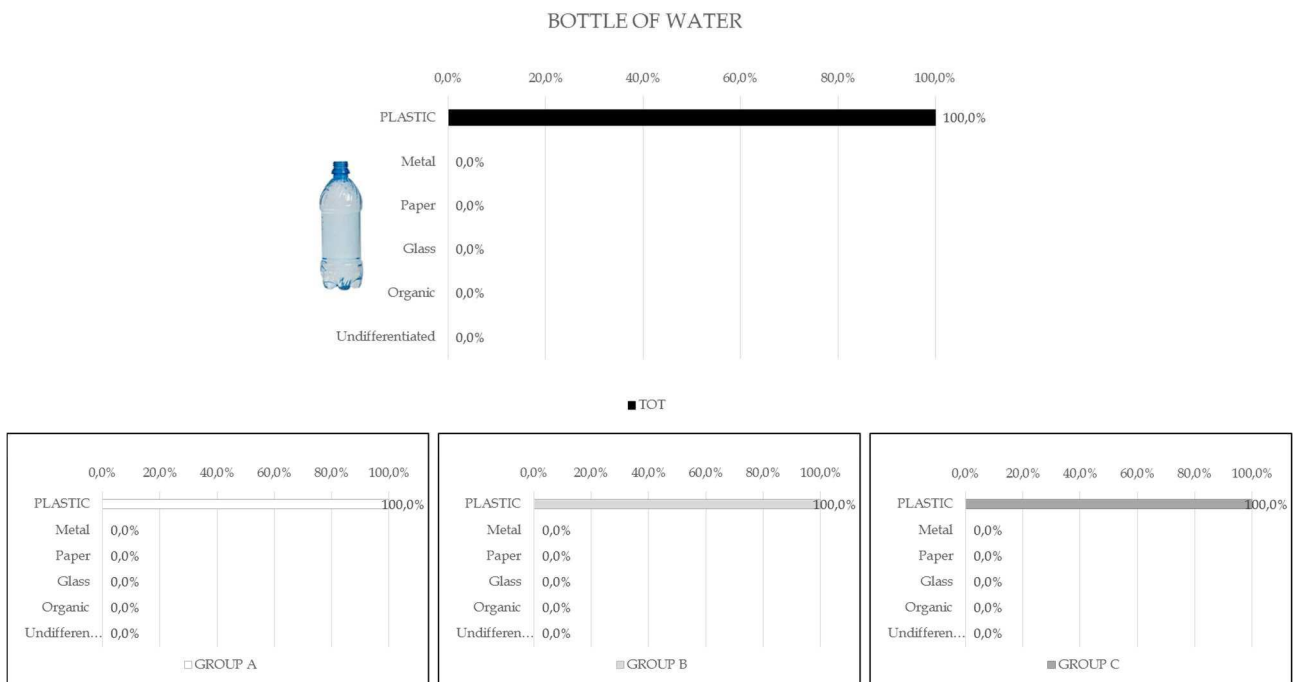 BOTTLE OF WATER
0,0% 20,0% 40,0% 60,0% 80,0% 100,0%
PLASTIC 100,0%
Metal 0,0%
Paper 0,0%
Glass 0,0%
Organic 0,0%
Undifferentiated 0,0%
TOT
0,0% 20,0% 40,0% 60,0% 80,0% 100,0%
PLASTIC 100,0%
Metal 0,0%
Paper 0,0%
Glass 0,0%
Organic 0,0%
Undifferen... 0,0%
GROUP A
0,0% 20,0% 40,0% 60,0% 80,0% 100,0%
PLASTIC 100,0%
Metal 0,0%
Paper 0,0%
Glass 0,0%
Organic 0,0%
Undifferen... 0,0%
GROUP B
0,0% 20,0% 40,0% 60,0% 80,0% 100,0%
PLASTIC 100,0%
Metal 0,0%
Paper 0,0%
Glass 0,0%
Organic 0,0%
Undifferen... 0,0%
GROUP C